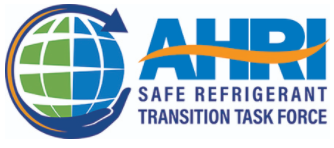 AHRI
SAFE REFRIGERANT
TRANSITION TASK FORCE